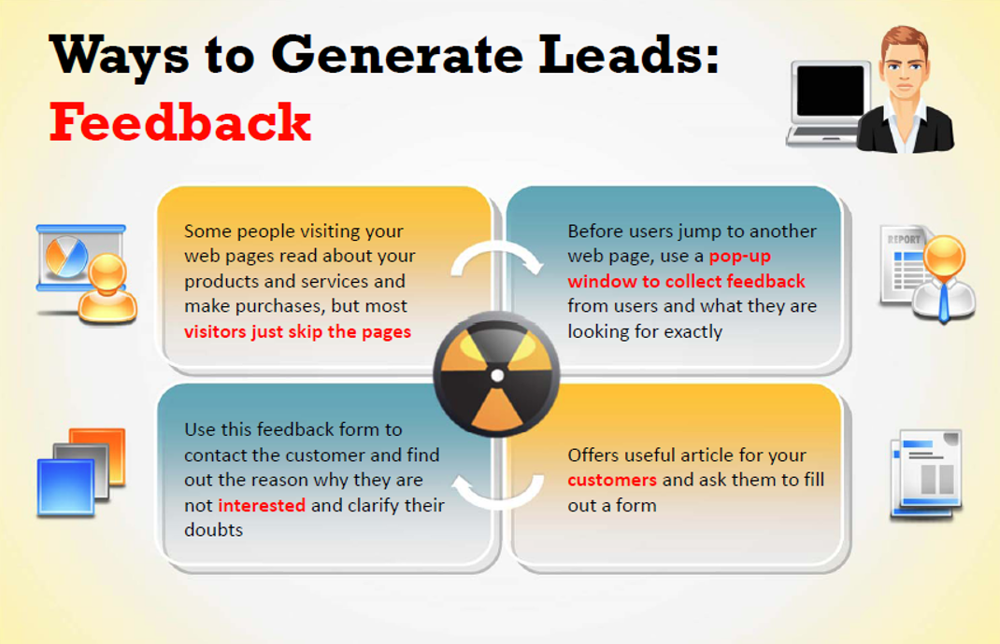 Ways to Generate Leads:
Feedback
Some people visiting your
web pages read about your
products and services and
make purchases, but most
visitors just skip the pages
Before users jump to another
web page, use a pop-up
window to collect feedback
from users and what they are
looking for exactly
REPORT
Use this feedback form to
contact the customer and find
out the reason why they are
not interested and clarify their
doubts
Offers useful article for your
customers and ask them to fill
out a form